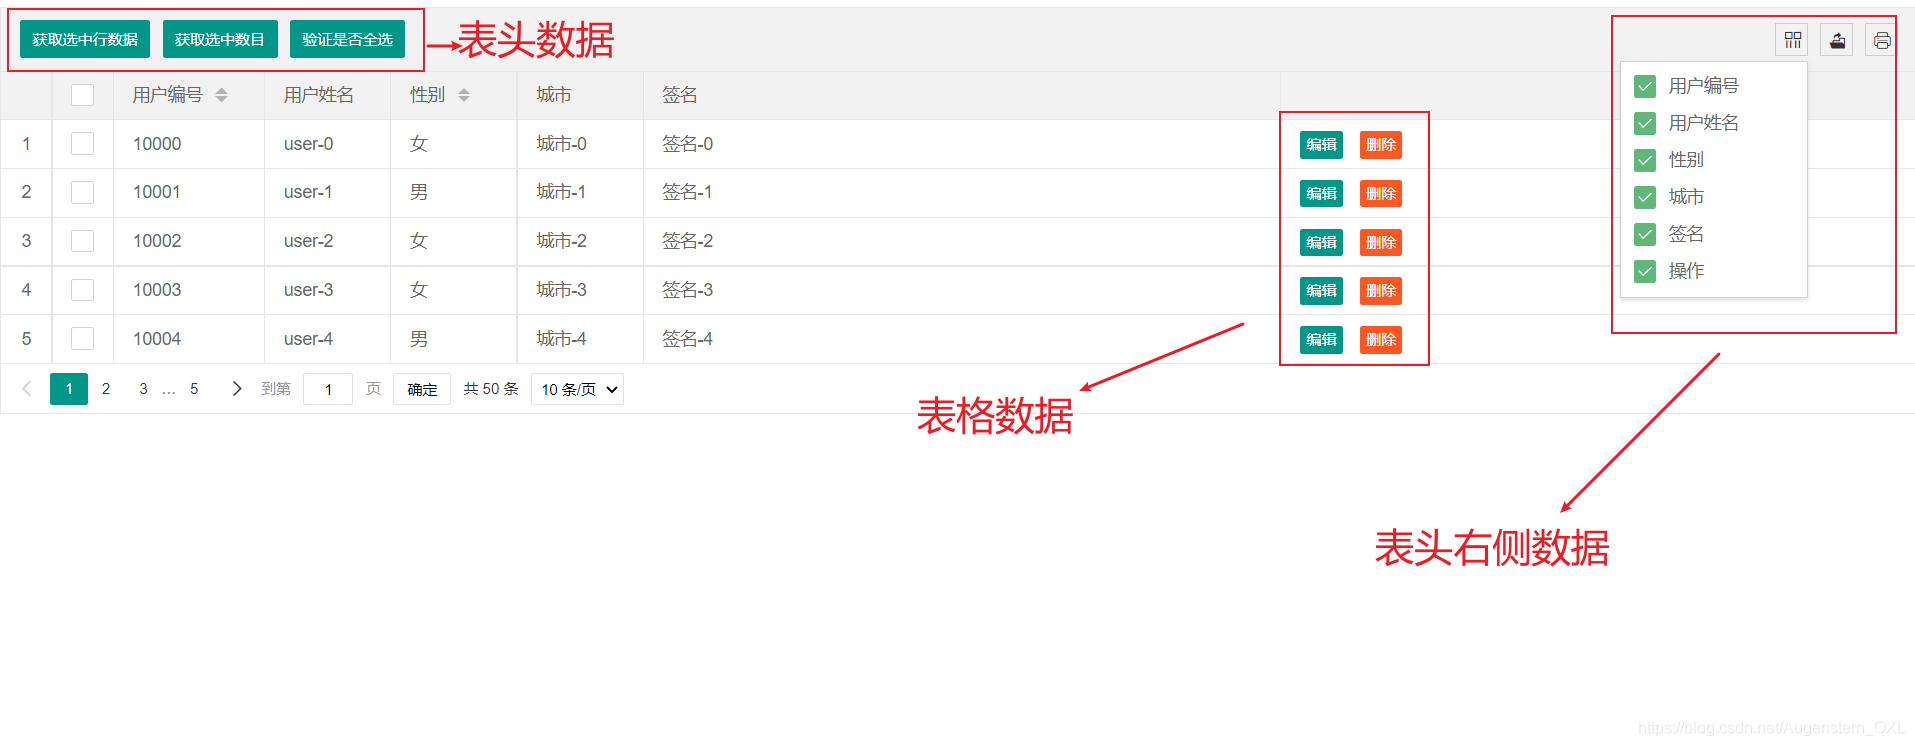 获取选中行数据 获取选中数目 验证是否全选 表头数据
用户编号 用户姓名 性别 城市 签名
1 10000 user-0 女 城市-0 签名-0 编辑 删除
2 10001 user-1 男 城市-1 签名-1 编辑 删除
3 10002 user-2 女 城市-2 签名-2 编辑 删除
4 10003 user-3 女 城市-3 签名-3 编辑 删除
5 10004 user-4 男 城市-4 签名-4 编辑 删除
用户编号
用户姓名
性别
城市
签名
操作
1 2 3 … 5 到第 1 页 确定 共 50 条 10 条/页
表格数据
表头右侧数据
https://blog.csdn.net/Augenstern_QXL